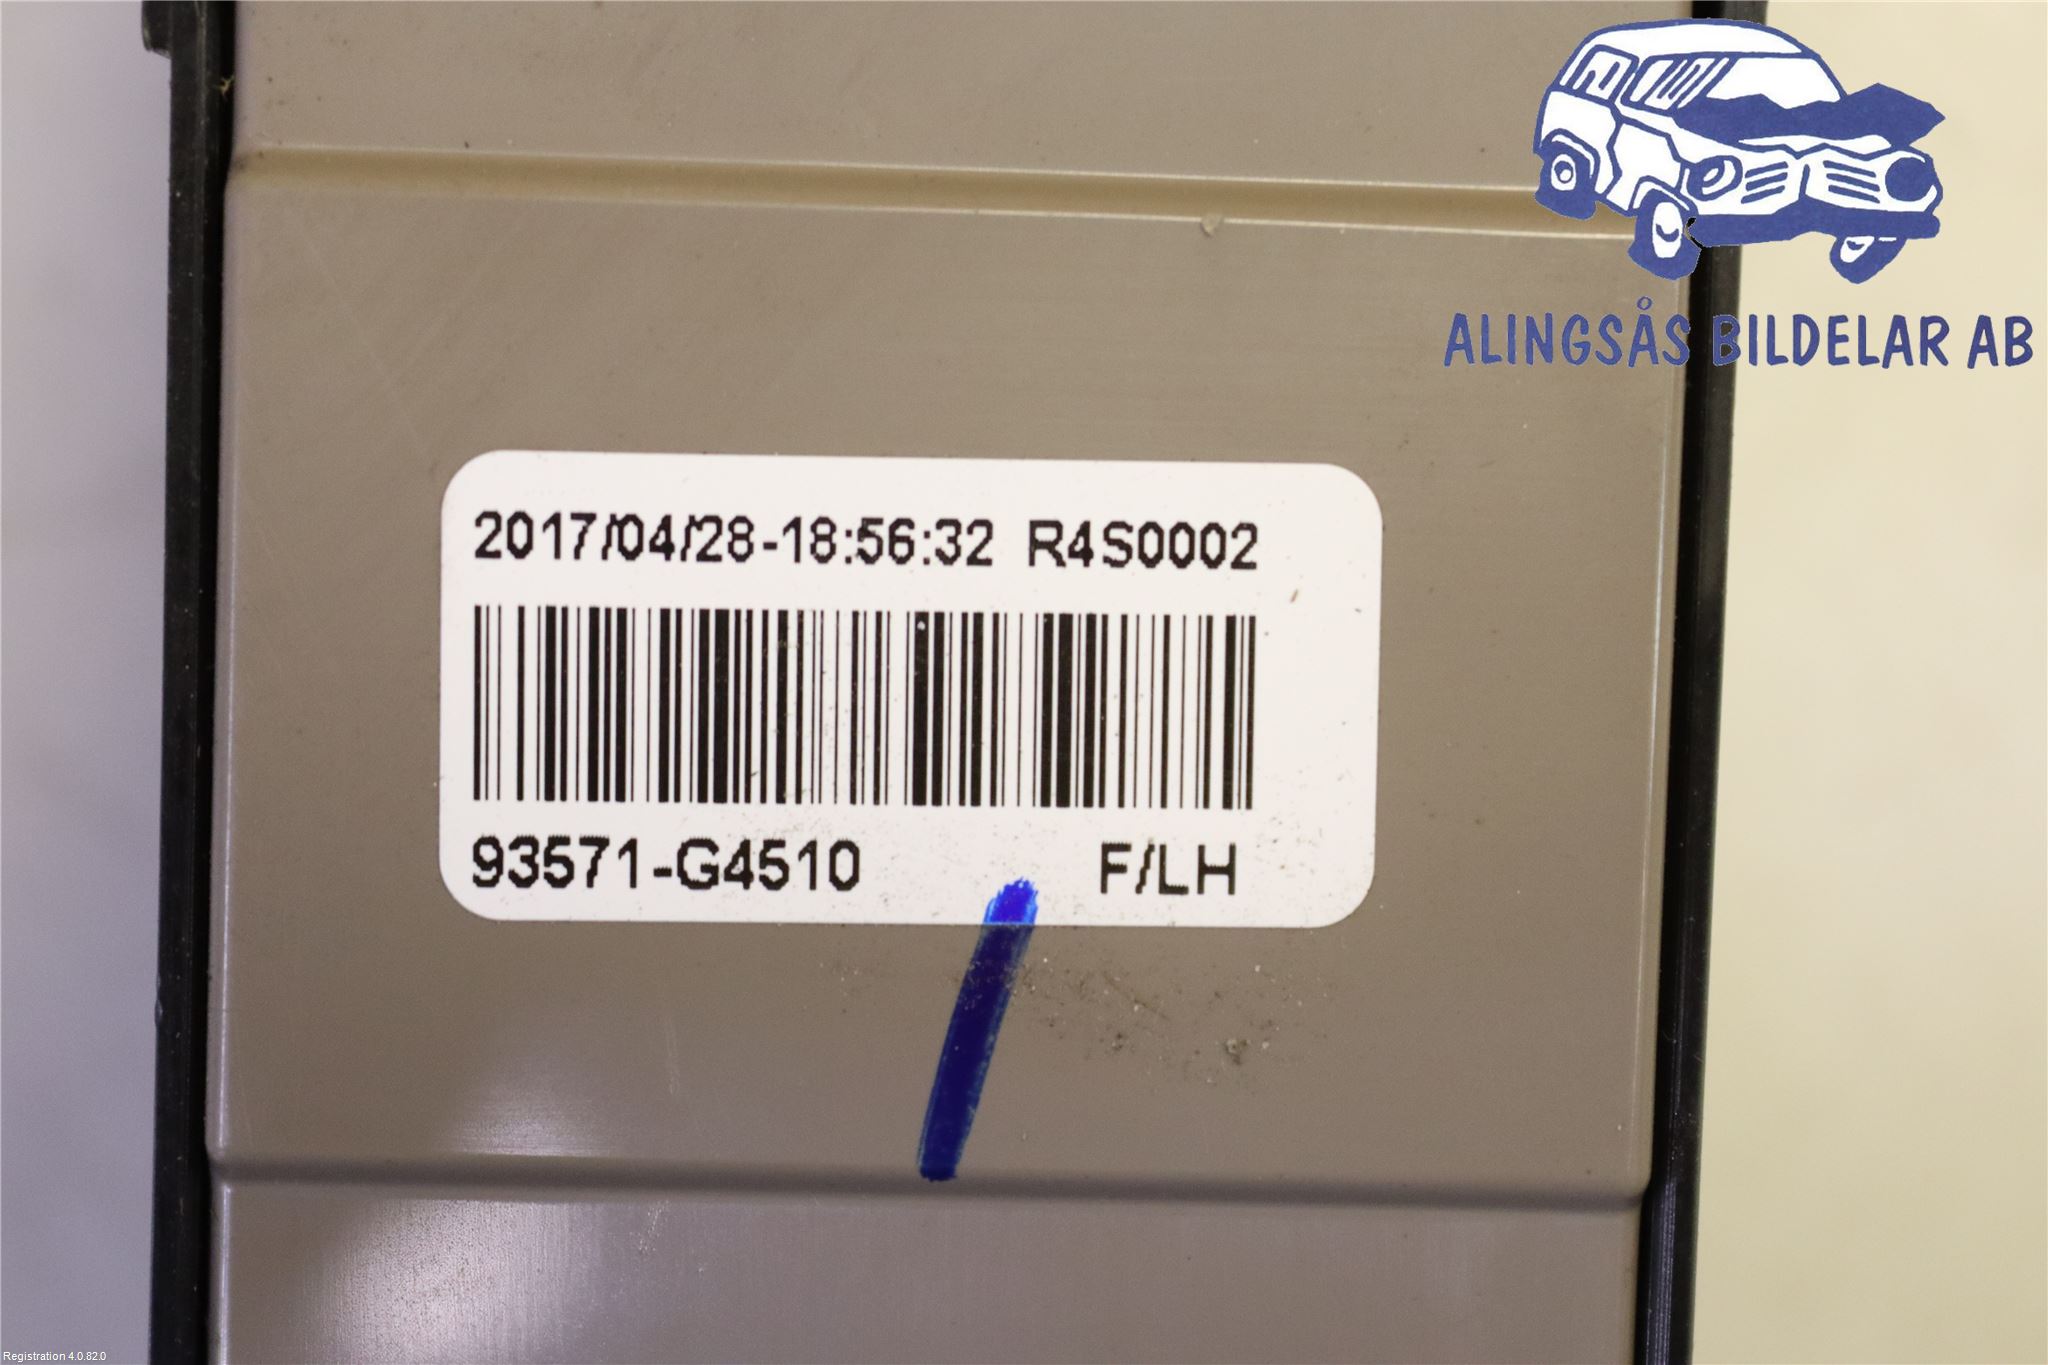 ALINGSÅS BILDELAR AB
2017/04/28-18:56:32 R4S0002
93571-G4510 F/LH
Registration 4.0.82.0